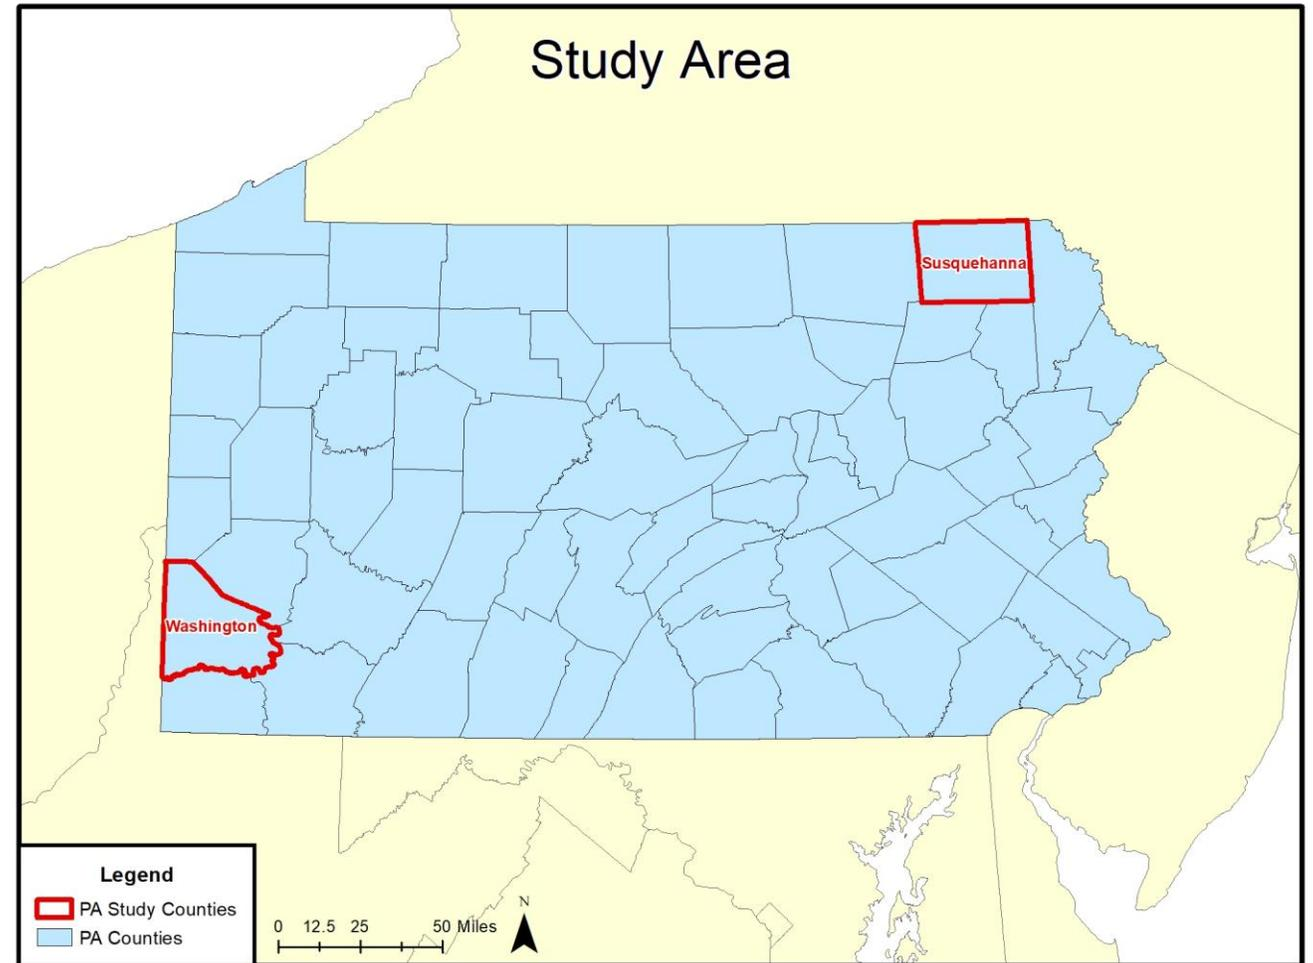 Study Area
Susquehanna
Washington
Legend
PA Study Counties
PA Counties
0 12.5 25 50 Miles
N